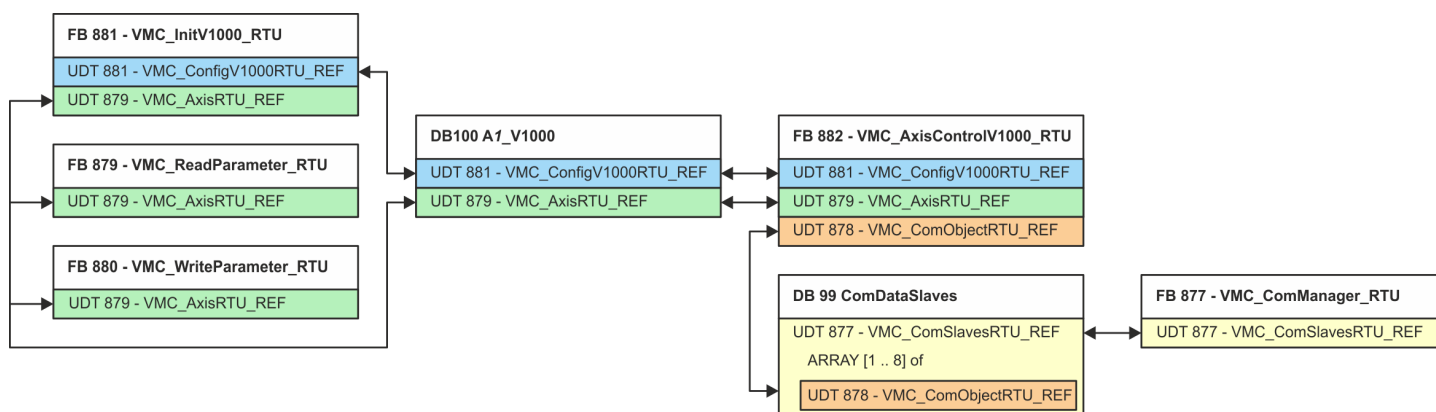 FB 881 - VMC_InitV1000_RTU
UDT 881 - VMC_ConfigV1000RTU_REF
UDT 879 - VMC_AxisRTU_REF
FB 879 - VMC_ReadParameter_RTU
UDT 879 - VMC_AxisRTU_REF
FB 880 - VMC_WriteParameter_RTU
UDT 879 - VMC_AxisRTU_REF
DB100 A1_V1000
UDT 881 - VMC_ConfigV1000RTU_REF
UDT 879 - VMC_AxisRTU_REF
FB 882 - VMC_AxisControlV1000_RTU
UDT 881 - VMC_ConfigV1000RTU_REF
UDT 879 - VMC_AxisRTU_REF
UDT 878 - VMC_ComObjectRTU_REF
DB 99 ComDataSlaves
UDT 877 - VMC_ComSlavesRTU_REF
ARRAY [1 .. 8] of
UDT 878 - VMC_ComObjectRTU_REF
FB 877 - VMC_ComManager_RTU
UDT 877 - VMC_ComSlavesRTU_REF